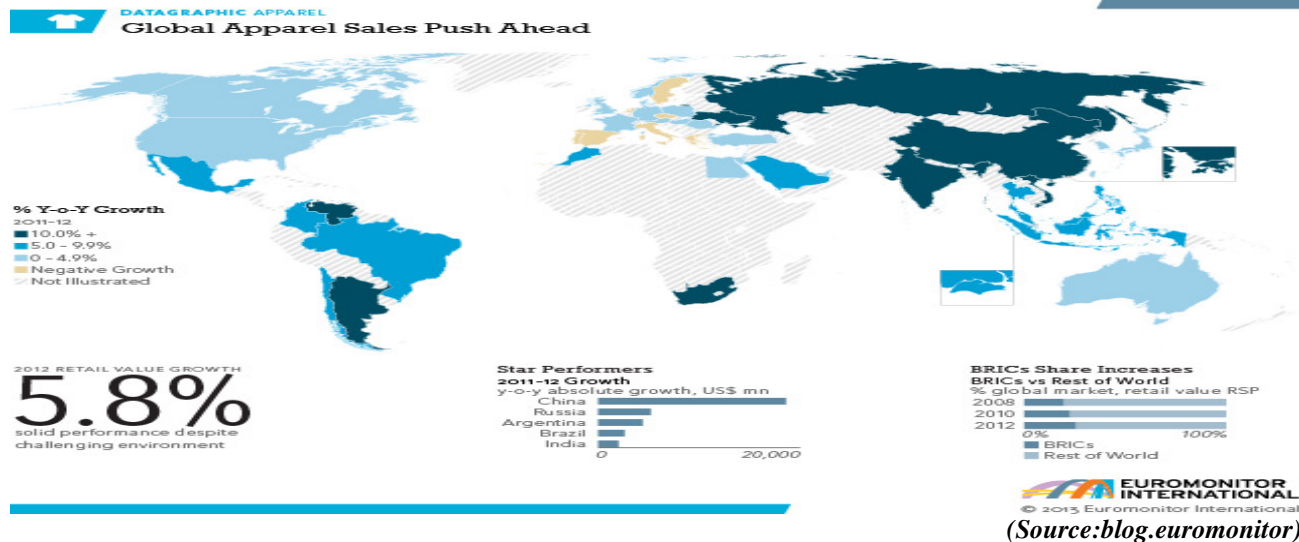 DATAGRAPHIC APPAREL
Global Apparel Sales Push Ahead
% Y-o-Y Growth
2011-12
10.0% +
5.0 - 9.9%
0 - 4.9%
Negative Growth
Not Illustrated
2012 RETAIL VALUE GROWTH
5.8%
solid performance despite
challenging environment
Star Performers
2011-12 Growth
y-o-y absolute growth, US$ mn
China
Russia
Argentina
Brazil
India
0 20,000
BRICs Share Increases
BRICs vs Rest of World
% global market, retail value RSP
2008
2010
2012
0% 100%
BRICs
Rest of World
EUROMONITOR
INTERNATIONAL
© 2013 Euromonitor International
(Source:blog.euromonitor)